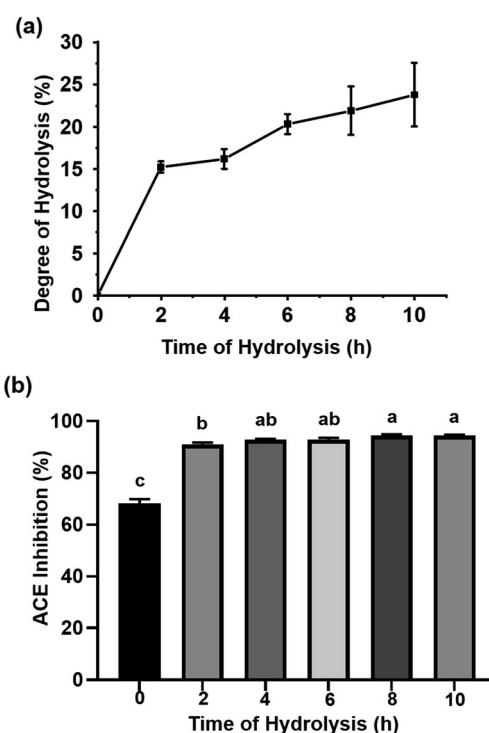 (a)
30
25
20
15
10
5
0
Degree of Hydrolysis (%)
0 2 4 6 8 10
Time of Hydrolysis (h)
(b)
100
80
60
40
20
0
ACE Inhibition (%)
c b ab ab a a
0 2 4 6 8 10
Time of Hydrolysis (h)